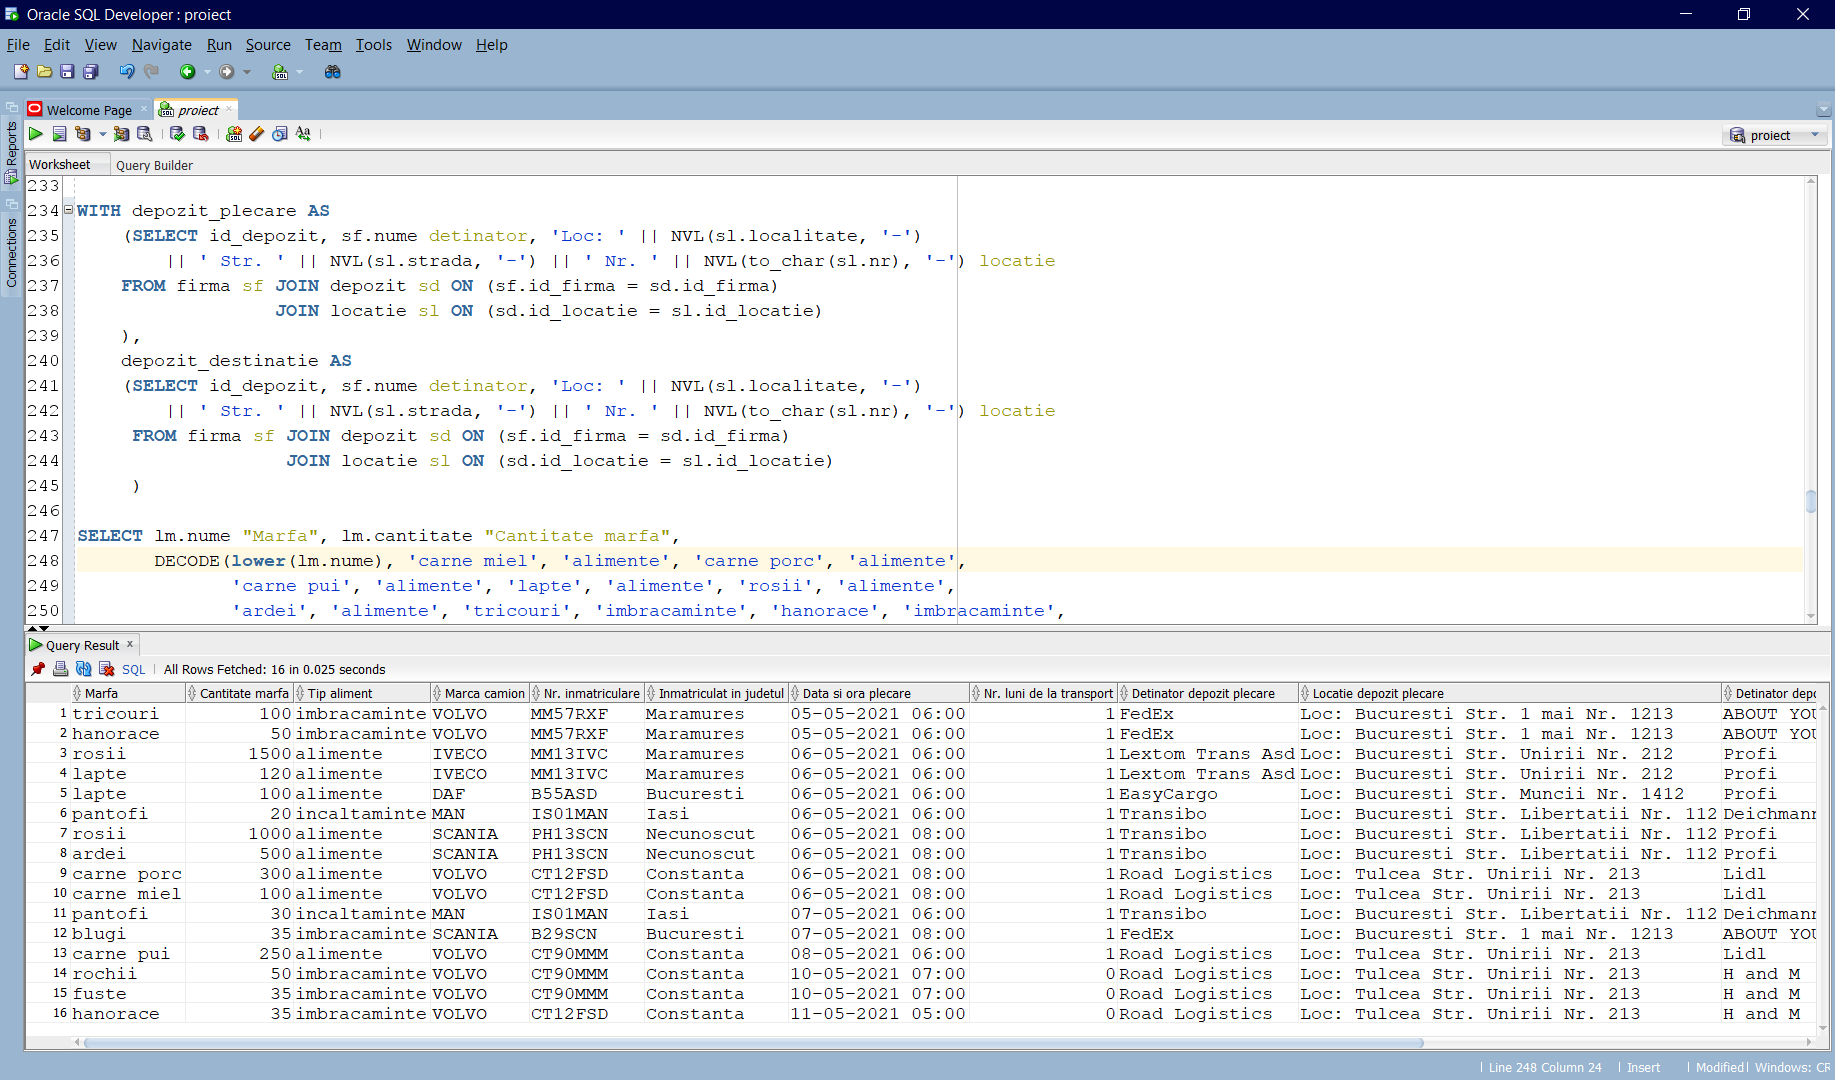 Oracle SQL Developer : proiect
File Edit View Navigate Run Source Team Tools Window Help
Reports
Connections
Welcome Page
proiect
proiect
Worksheet Query Builder
233
234 WITH depozit_plecare AS
235 (SELECT id_depozit, sf.nume detinator, 'Loc: ' || NVL(sl.localitate, '-')
236 || ' Str. ' || NVL(sl.strada, '-') || ' Nr. ' || NVL(to_char(sl.nr), '-') locatie
237 FROM firma sf JOIN depozit sd ON (sf.id_firma = sd.id_firma)
238 JOIN locatie sl ON (sd.id_locatie = sl.id_locatie)
239 ),
240 depozit_destinatie AS
241 (SELECT id_depozit, sf.nume detinator, 'Loc: ' || NVL(sl.localitate, '-')
242 || ' Str. ' || NVL(sl.strada, '-') || ' Nr. ' || NVL(to_char(sl.nr), '-') locatie
243 FROM firma sf JOIN depozit sd ON (sf.id_firma = sd.id_firma)
244 JOIN locatie sl ON (sd.id_locatie = sl.id_locatie)
245 )
246
247 SELECT lm.nume "Marfa", lm.cantitate "Cantitate marfa",
248 DECODE(lower(lm.nume), 'carne miel', 'alimente', 'carne porc', 'alimente',
249 'carne pui', 'alimente', 'lapte', 'alimente', 'rosii', 'alimente',
250 'ardei', 'alimente', 'tricouri', 'imbracaminte', 'hanorace', 'imbracaminte',
Query Result
SQL | All Rows Fetched: 16 in 0.025 seconds
Marfa Cantitate marfa Tip aliment Marca camion Nr. inmatriculare Inmatriculat in judetul Data si ora plecare Nr. luni de la transport Detinator depozit plecare Locatie depozit plecare Detinator depo
1 tricouri 100 imbracaminte VOLVO MM57RXF Maramures 05-05-2021 06:00 1 FedEx Loc: Bucuresti Str. 1 mai Nr. 1213 ABOUT YOU
2 hanorace 50 imbracaminte VOLVO MM57RXF Maramures 05-05-2021 06:00 1 FedEx Loc: Bucuresti Str. 1 mai Nr. 1213 ABOUT YOU
3 rosii 1500 alimente IVECO MM13IVC Maramures 06-05-2021 06:00 1 Lextom Trans Asd Loc: Bucuresti Str. Unirii Nr. 212 Profi
4 lapte 120 alimente IVECO MM13IVC Maramures 06-05-2021 06:00 1 Lextom Trans Asd Loc: Bucuresti Str. Unirii Nr. 212 Profi
5 lapte 100 alimente DAF B55ASD Bucuresti 06-05-2021 06:00 1 EasyCargo Loc: Bucuresti Str. Muncii Nr. 1412 Profi
6 pantofi 20 incaltaminte MAN IS01MAN Iasi 06-05-2021 06:00 1 Transibo Loc: Bucuresti Str. Libertatii Nr. 112 Deichmann
7 rosii 1000 alimente SCANIA PH13SCN Necunoscut 06-05-2021 08:00 1 Transibo Loc: Bucuresti Str. Libertatii Nr. 112 Profi
8 ardei 500 alimente SCANIA PH13SCN Necunoscut 06-05-2021 08:00 1 Transibo Loc: Bucuresti Str. Libertatii Nr. 112 Profi
9 carne porc 300 alimente VOLVO CT12FSD Constanta 06-05-2021 08:00 1 Road Logistics Loc: Tulcea Str. Unirii Nr. 213 Lidl
10 carne miel 100 alimente VOLVO CT12FSD Constanta 06-05-2021 08:00 1 Road Logistics Loc: Tulcea Str. Unirii Nr. 213 Lidl
11 pantofi 30 incaltaminte MAN IS01MAN Iasi 07-05-2021 06:00 1 Transibo Loc: Bucuresti Str. Libertatii Nr. 112 Deichmann
12 blugi 35 imbracaminte SCANIA B29SCN Bucuresti 07-05-2021 08:00 1 FedEx Loc: Bucuresti Str. 1 mai Nr. 1213 ABOUT YOU
13 carne pui 250 alimente VOLVO CT90MMM Constanta 08-05-2021 06:00 1 Road Logistics Loc: Tulcea Str. Unirii Nr. 213 Lidl
14 rochii 50 imbracaminte VOLVO CT90MMM Constanta 10-05-2021 07:00 0 Road Logistics Loc: Tulcea Str. Unirii Nr. 213 H and M
15 fuste 35 imbracaminte VOLVO CT90MMM Constanta 10-05-2021 07:00 0 Road Logistics Loc: Tulcea Str. Unirii Nr. 213 H and M
16 hanorace 35 imbracaminte VOLVO CT12FSD Constanta 11-05-2021 05:00 0 Road Logistics Loc: Tulcea Str. Unirii Nr. 213 H and M
Line 248 Column 24 | Insert | Modified | Windows: CR